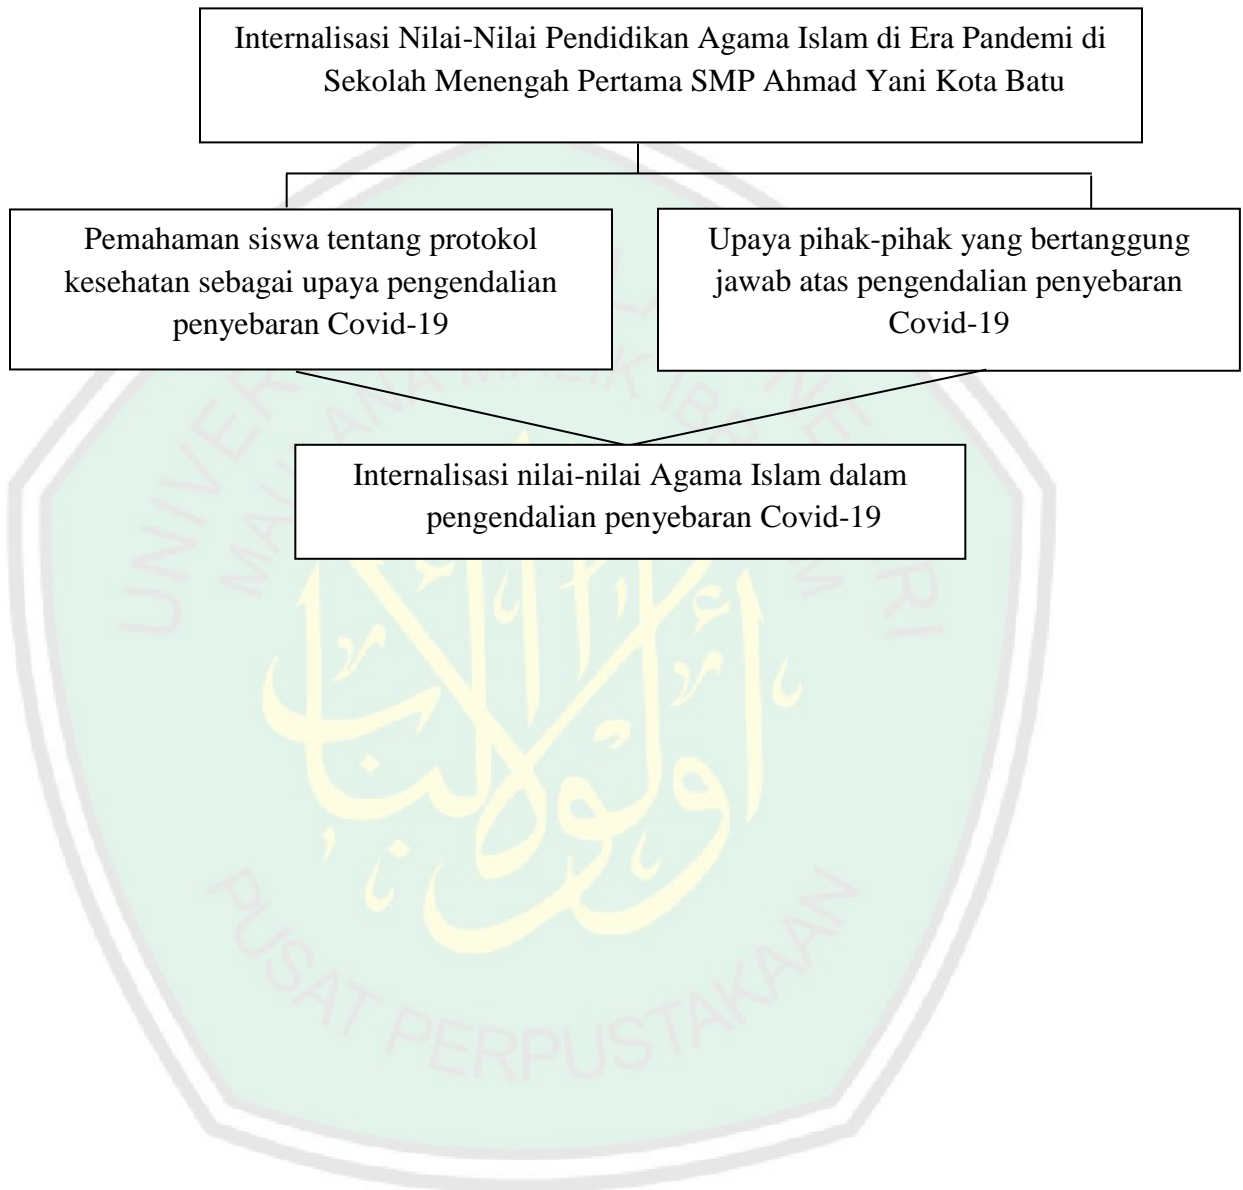 Internalisasi Nilai-Nilai Pendidikan Agama Islam di Era Pandemi di
Sekolah Menengah Pertama SMP Ahmad Yani Kota Batu
Pemahaman siswa tentang protokol
kesehatan sebagai upaya pengendalian
penyebaran Covid-19
Upaya pihak-pihak yang bertanggung
jawab atas pengendalian penyebaran
Covid-19
Internalisasi nilai-nilai Agama Islam dalam
pengendalian penyebaran Covid-19
PUSAT PERPUSTAKAAN